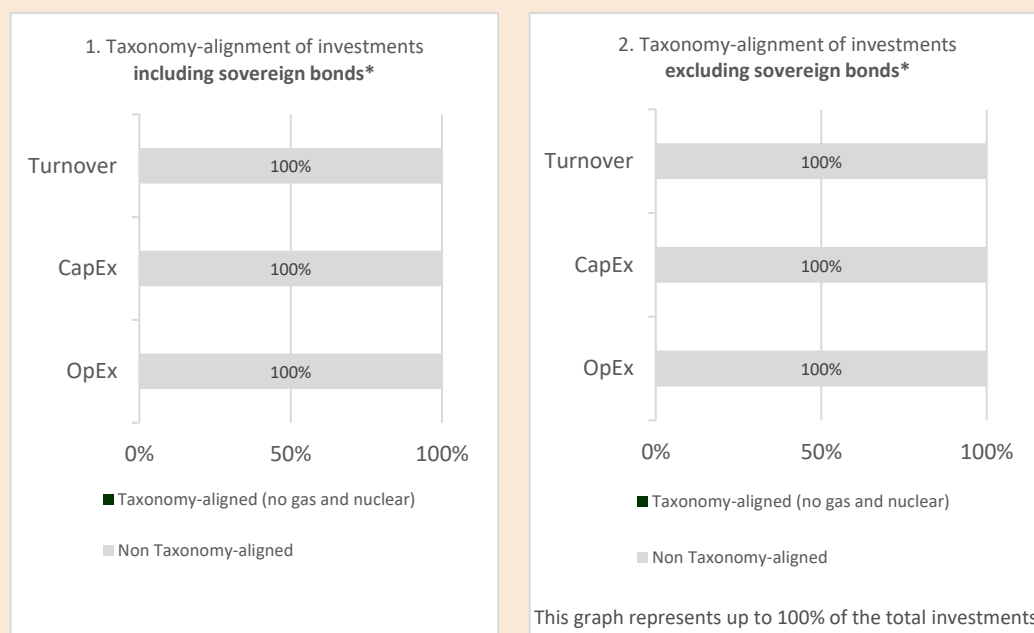 1. Taxonomy-alignment of investments
including sovereign bonds*
Turnover
100%
CapEx
100%
OpEx
100%
0% 50% 100%
Taxonomy-aligned (no gas and nuclear)
Non Taxonomy-aligned
2. Taxonomy-alignment of investments
excluding sovereign bonds*
Turnover
100%
CapEx
100%
OpEx
100%
0% 50% 100%
Taxonomy-aligned (no gas and nuclear)
Non Taxonomy-aligned
This graph represents up to 100% of the total investments